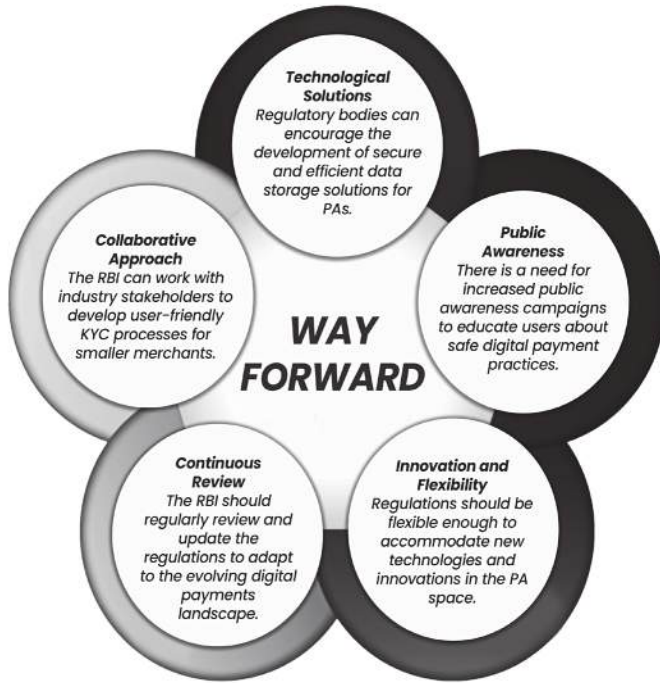 Technological
Solutions
Regulatory bodies can
encourage the
development of secure
and efficient data
storage solutions for
PAs.
Public
Awareness
There is a need for
increased public
awareness campaigns
to educate users about
safe digital payment
practices.
Collaborative
Approach
The RBI can work with
industry stakeholders to
develop user-friendly
KYC processes for
smaller merchants.
WAY
FORWARD
Continuous
Review
The RBI should
regularly review and
update the
regulations to adapt
to the evolving digital
payments
landscape.
Innovation and
Flexibility
Regulations should be
flexible enough to
accommodate new
technologies and
innovations in the PA
space.